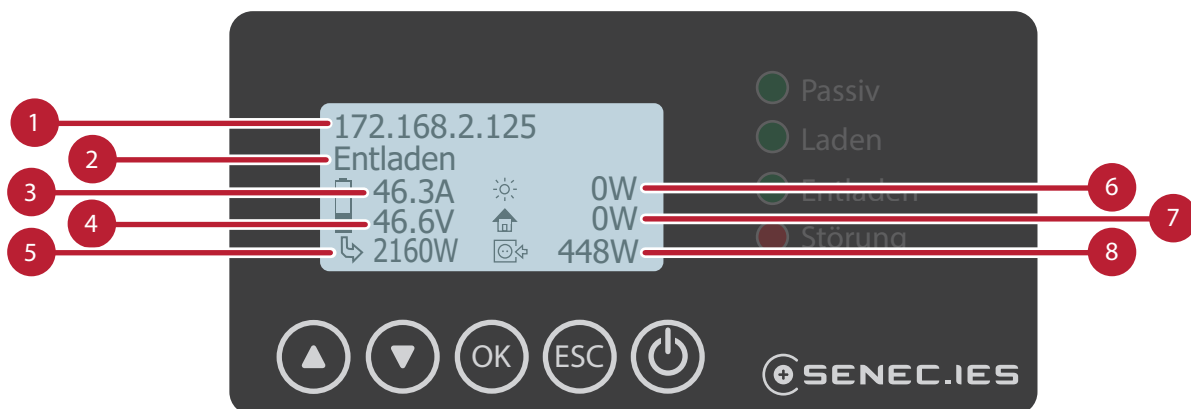 172.168.2.125
Entladen
46.3A 0W
46.6V 0W
2160W 448W
Passiv
Laden
Entladen
Störung
1
2
3
4
5
6
7
8
OK ESC
SENEC.IES